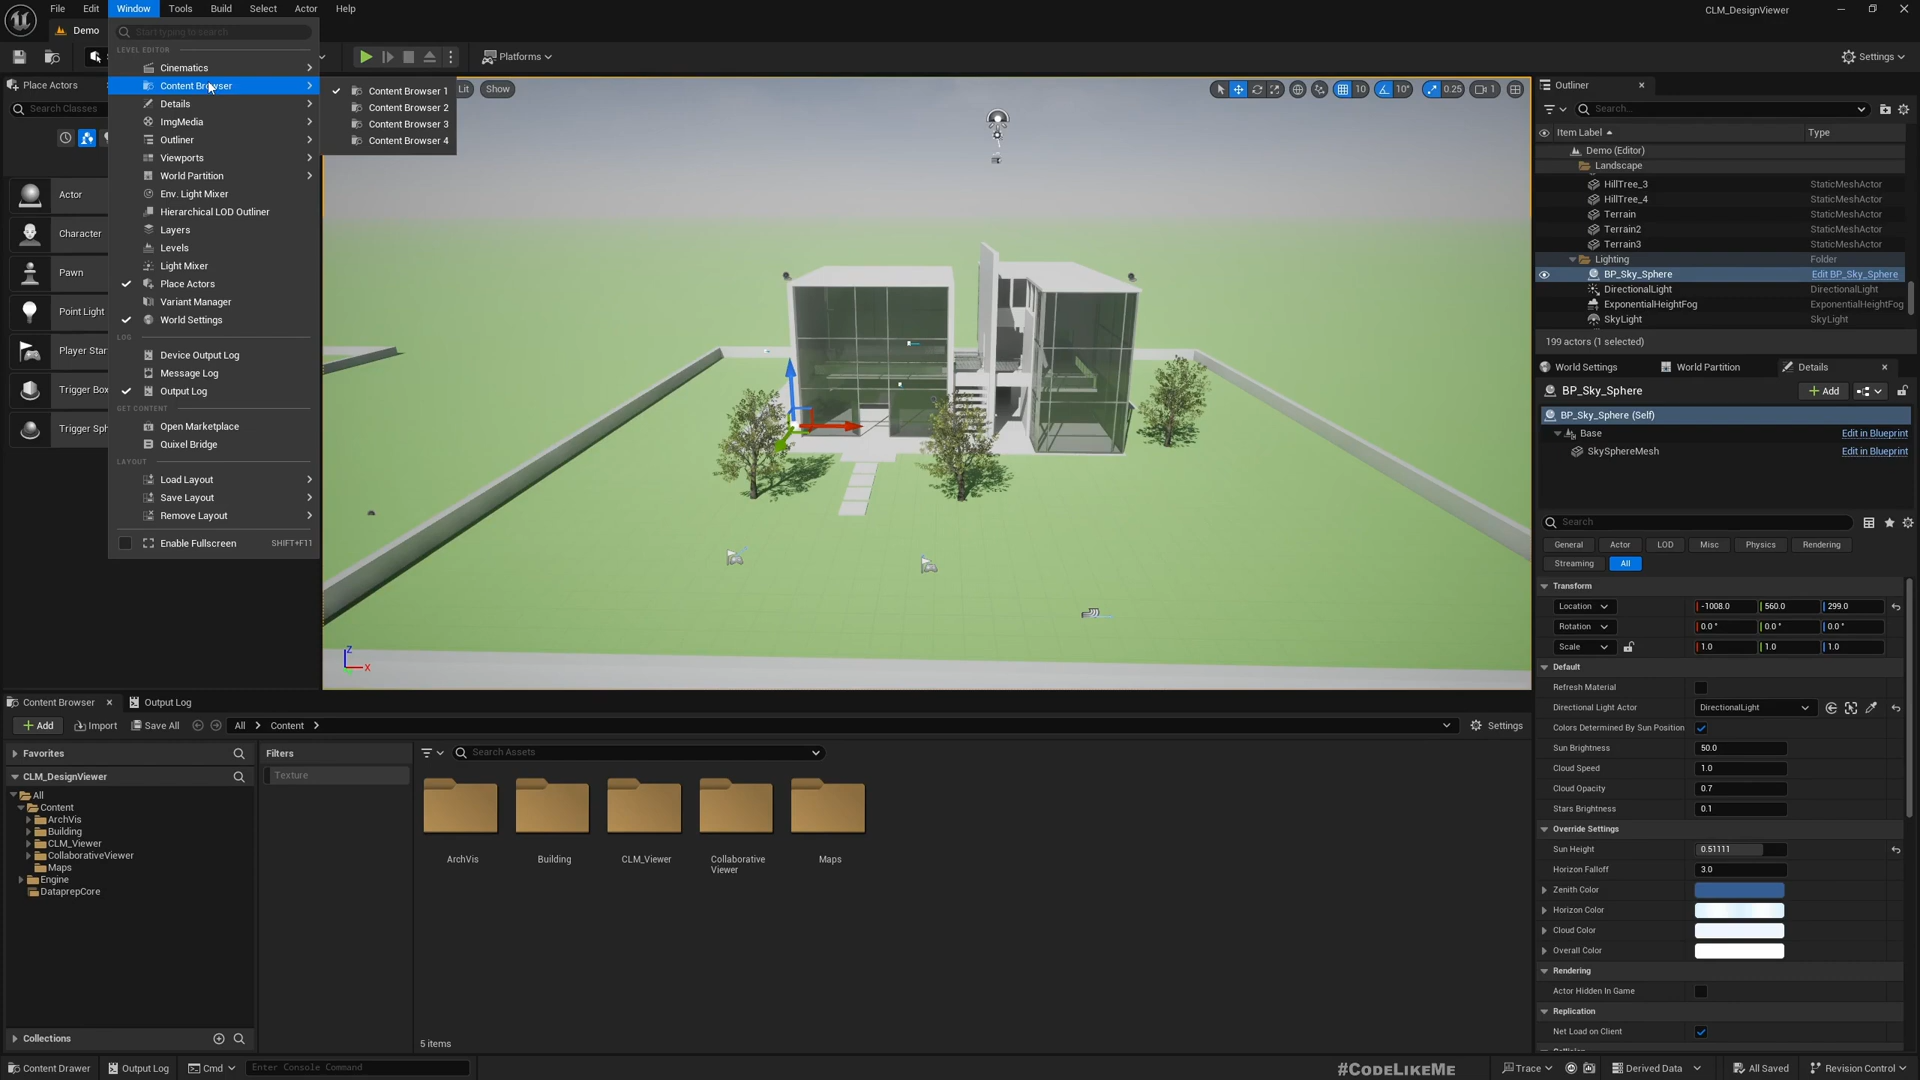 File Edit Window Tools Build Select Actor Help
CLM_DesignViewer
Demo
Start typing to search
Platforms
Settings
LEVEL EDITOR
Cinematics
Content Browser
Details
ImgMedia
Outliner
Viewports
World Partition
Env. Light Mixer
Hierarchical LOD Outliner
Layers
Levels
Light Mixer
Place Actors
Variant Manager
World Settings
LOG
Device Output Log
Message Log
Output Log
GET CONTENT
Open Marketplace
Quixel Bridge
LAYOUT
Load Layout
Save Layout
Remove Layout
Enable Fullscreen SHIFT+F11
Content Browser 1
Content Browser 2
Content Browser 3
Content Browser 4
Place Actors
Search Classes
Actor
Character
Pawn
Point Light
Player Star
Trigger Box
Trigger Sph
Lit Show
10 10° 0.25 1
Z
X
Outliner
Search...
Item Label Type
Demo (Editor)
Landscape
HillTree_3 StaticMeshActor
HillTree_4 StaticMeshActor
Terrain StaticMeshActor
Terrain2 StaticMeshActor
Terrain3 StaticMeshActor
Lighting Folder
BP_Sky_Sphere Edit BP_Sky_Sphere
DirectionalLight DirectionalLight
ExponentialHeightFog ExponentialHeightFog
SkyLight SkyLight
199 actors (1 selected)
World Settings World Partition Details
BP_Sky_Sphere
Add
BP_Sky_Sphere (Self)
Base Edit in Blueprint
SkySphereMesh Edit in Blueprint
Search
General Actor LOD Misc Physics Rendering
Streaming All
Transform
Location -1008.0 560.0 299.0
Rotation 0.0 ° 0.0 ° 0.0 °
Scale 1.0 1.0 1.0
Default
Refresh Material
Directional Light Actor DirectionalLight
Colors Determined By Sun Position
Sun Brightness 50.0
Cloud Speed 1.0
Cloud Opacity 0.7
Stars Brightness 0.1
Override Settings
Sun Height 0.51111
Horizon Falloff 3.0
Zenith Color
Horizon Color
Cloud Color
Overall Color
Rendering
Actor Hidden In Game
Replication
Net Load on Client
Content Browser Output Log
Add Import Save All All Content Settings
Favorites
CLM_DesignViewer
All
Content
ArchVis
Building
CLM_Viewer
CollaborativeViewer
Maps
Engine
DataprepCore
Collections
Filters
Texture
Search Assets
ArchVis
Building
CLM_Viewer
Collaborative
Viewer
Maps
5 items
Content Drawer Output Log Cmd Enter Console Command
#CODELIKEME
Trace Derived Data All Saved Revision Control